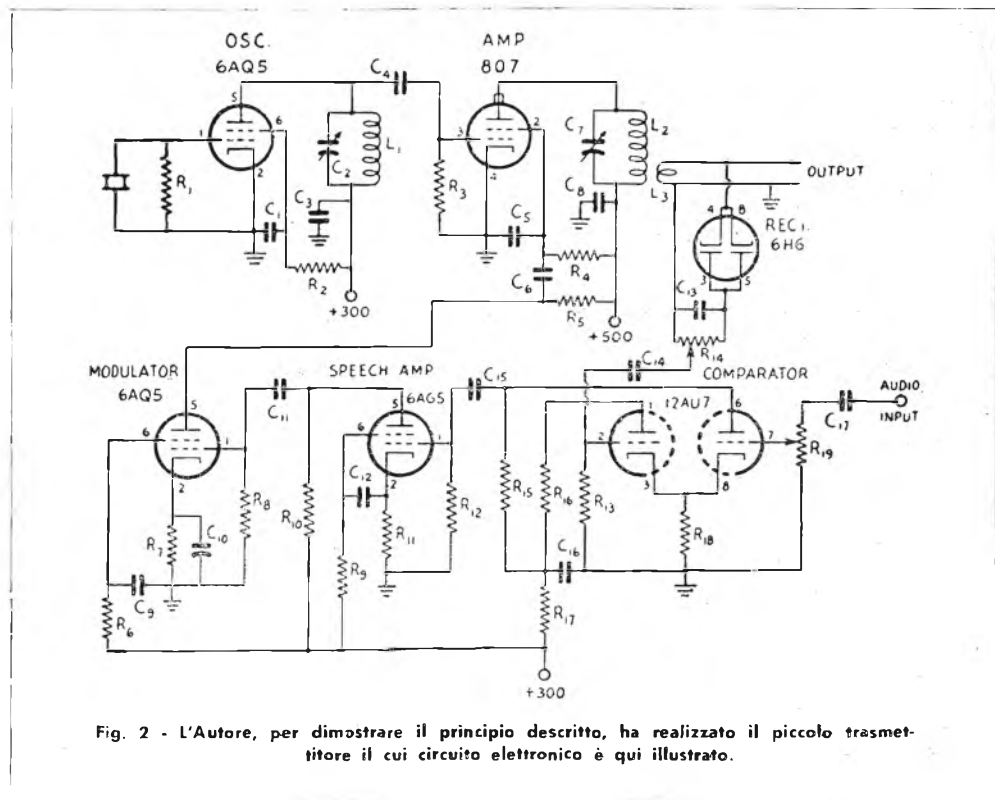 OSC.
6AQ5
AMP
807
C4
5
1
6
2
R1
C1
C2
L1
C3
R2
+300
3
2
4
R3
C5
C6
R4
R5
C7
L2
C8
L3
+500
OUTPUT
4 8
RECT.
6H6
3 5
C13
R14
C14
MODULATOR
6AQ5
5
6
1
2
C11
R8
R7
C10
C9
R6
SPEECH AMP
6AG5
5
6
1
2
C12
R10
R11
R9
R12
C15
COMPARATOR
12AU7
1
2
3
6
7
8
R15
R16
R13
C16
R17
R18
+300
R19
C17
AUDIO
INPUT
Fig. 2 - L'Autore, per dimostrare il principio descritto, ha realizzato il piccolo trasmet-
titore il cui circuito elettronico è qui illustrato.